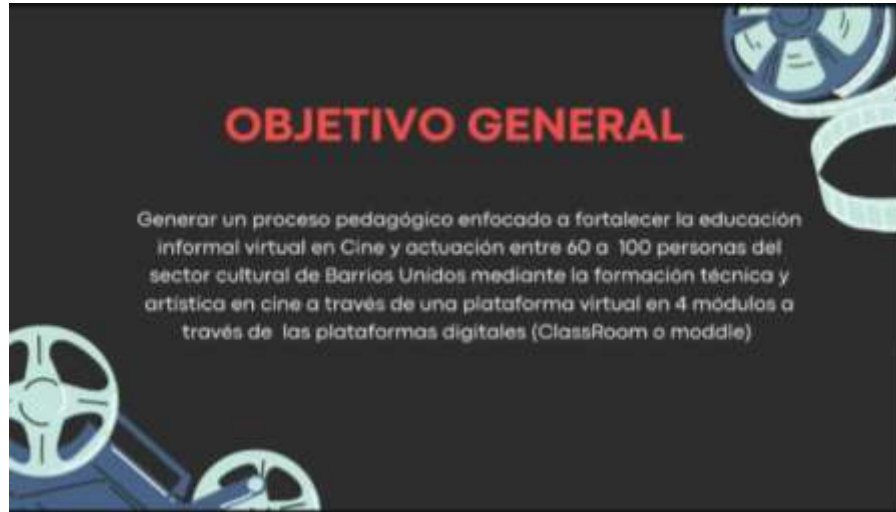 OBJETIVO GENERAL
Generar un proceso pedagógico enfocado a fortalecer la educación
informal virtual en Cine y actuación entre 60 a 100 personas del
sector cultural de Barrios Unidos mediante la formación técnica y
artística en cine a través de una plataforma virtual en 4 módulos a
través de las plataformas digitales (ClassRoom o moddle)